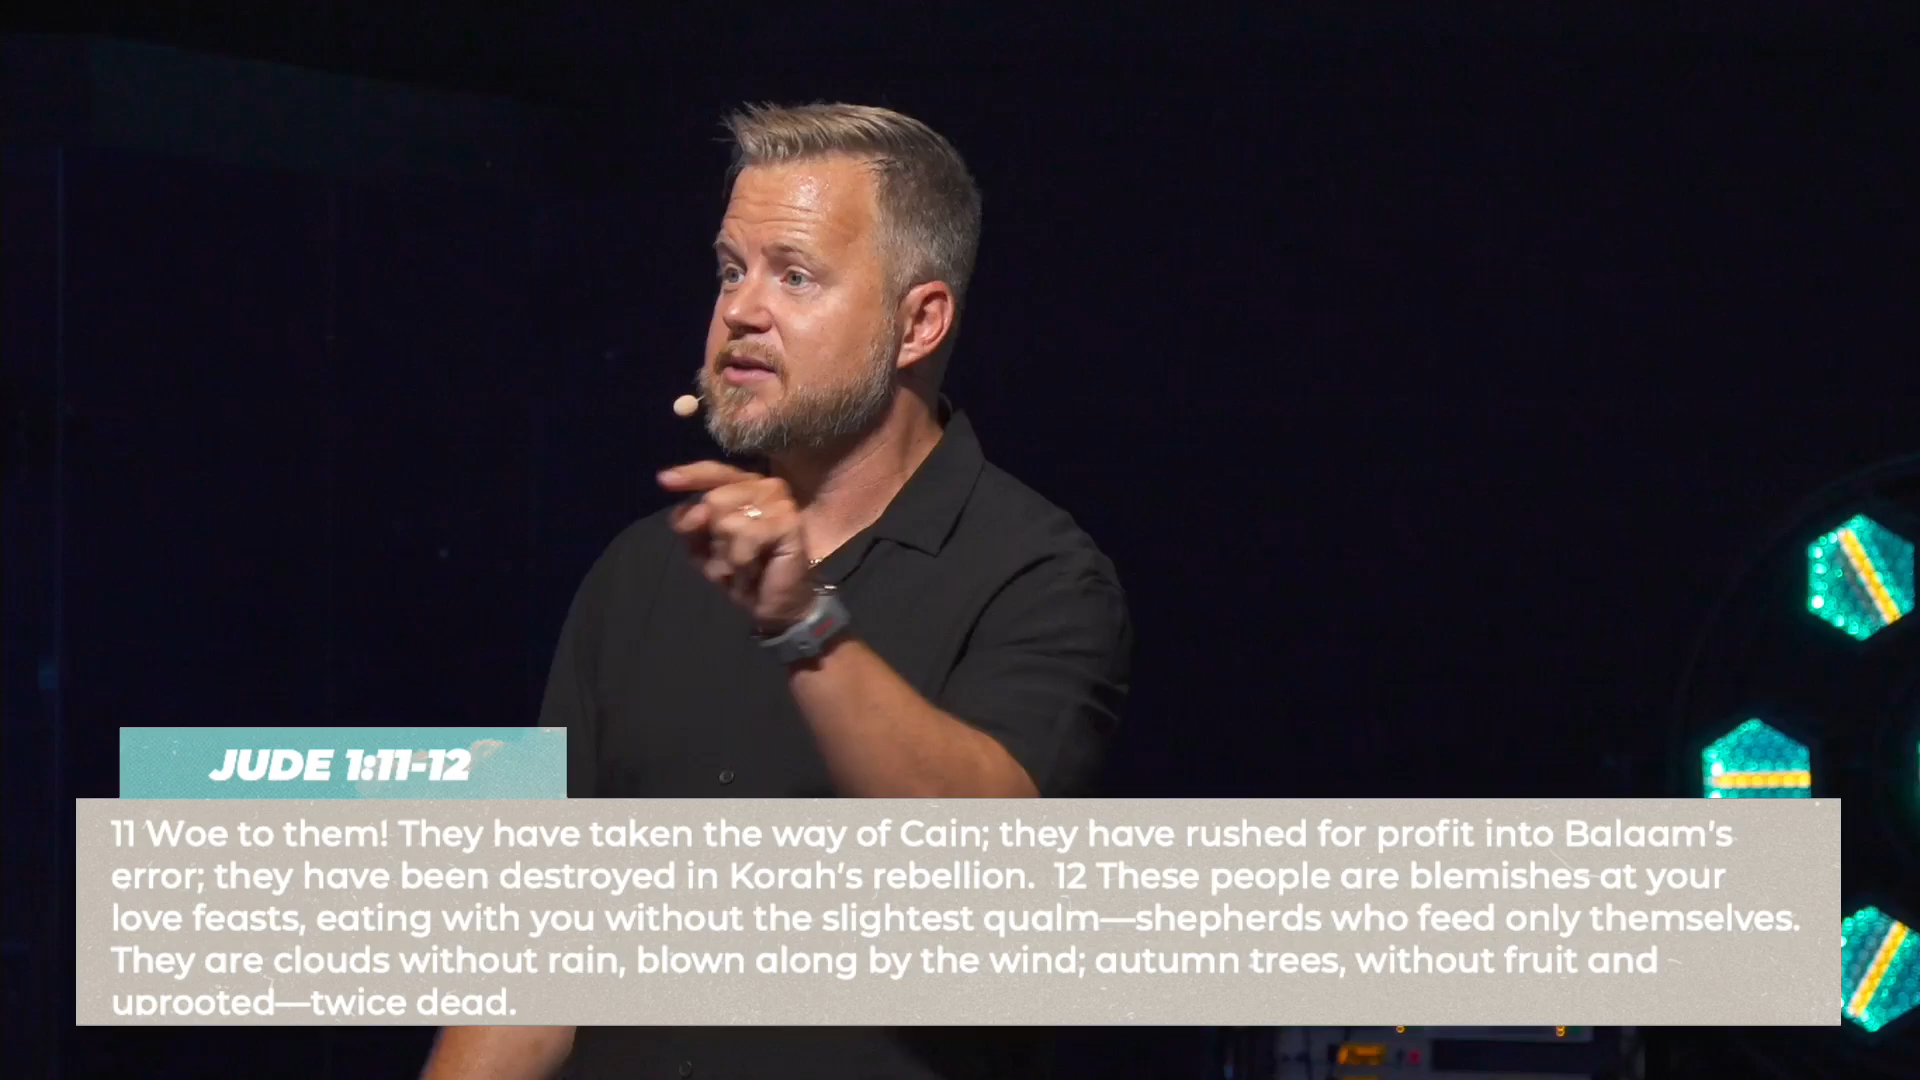 JUDE 1:11-12
11 Woe to them! They have taken the way of Cain; they have rushed for profit into Balaam's
error; they have been destroyed in Korah's rebellion.  12 These people are blemishes at your
love feasts, eating with you without the slightest qualm—shepherds who feed only themselves.
They are clouds without rain, blown along by the wind; autumn trees, without fruit and
uprooted—twice dead.